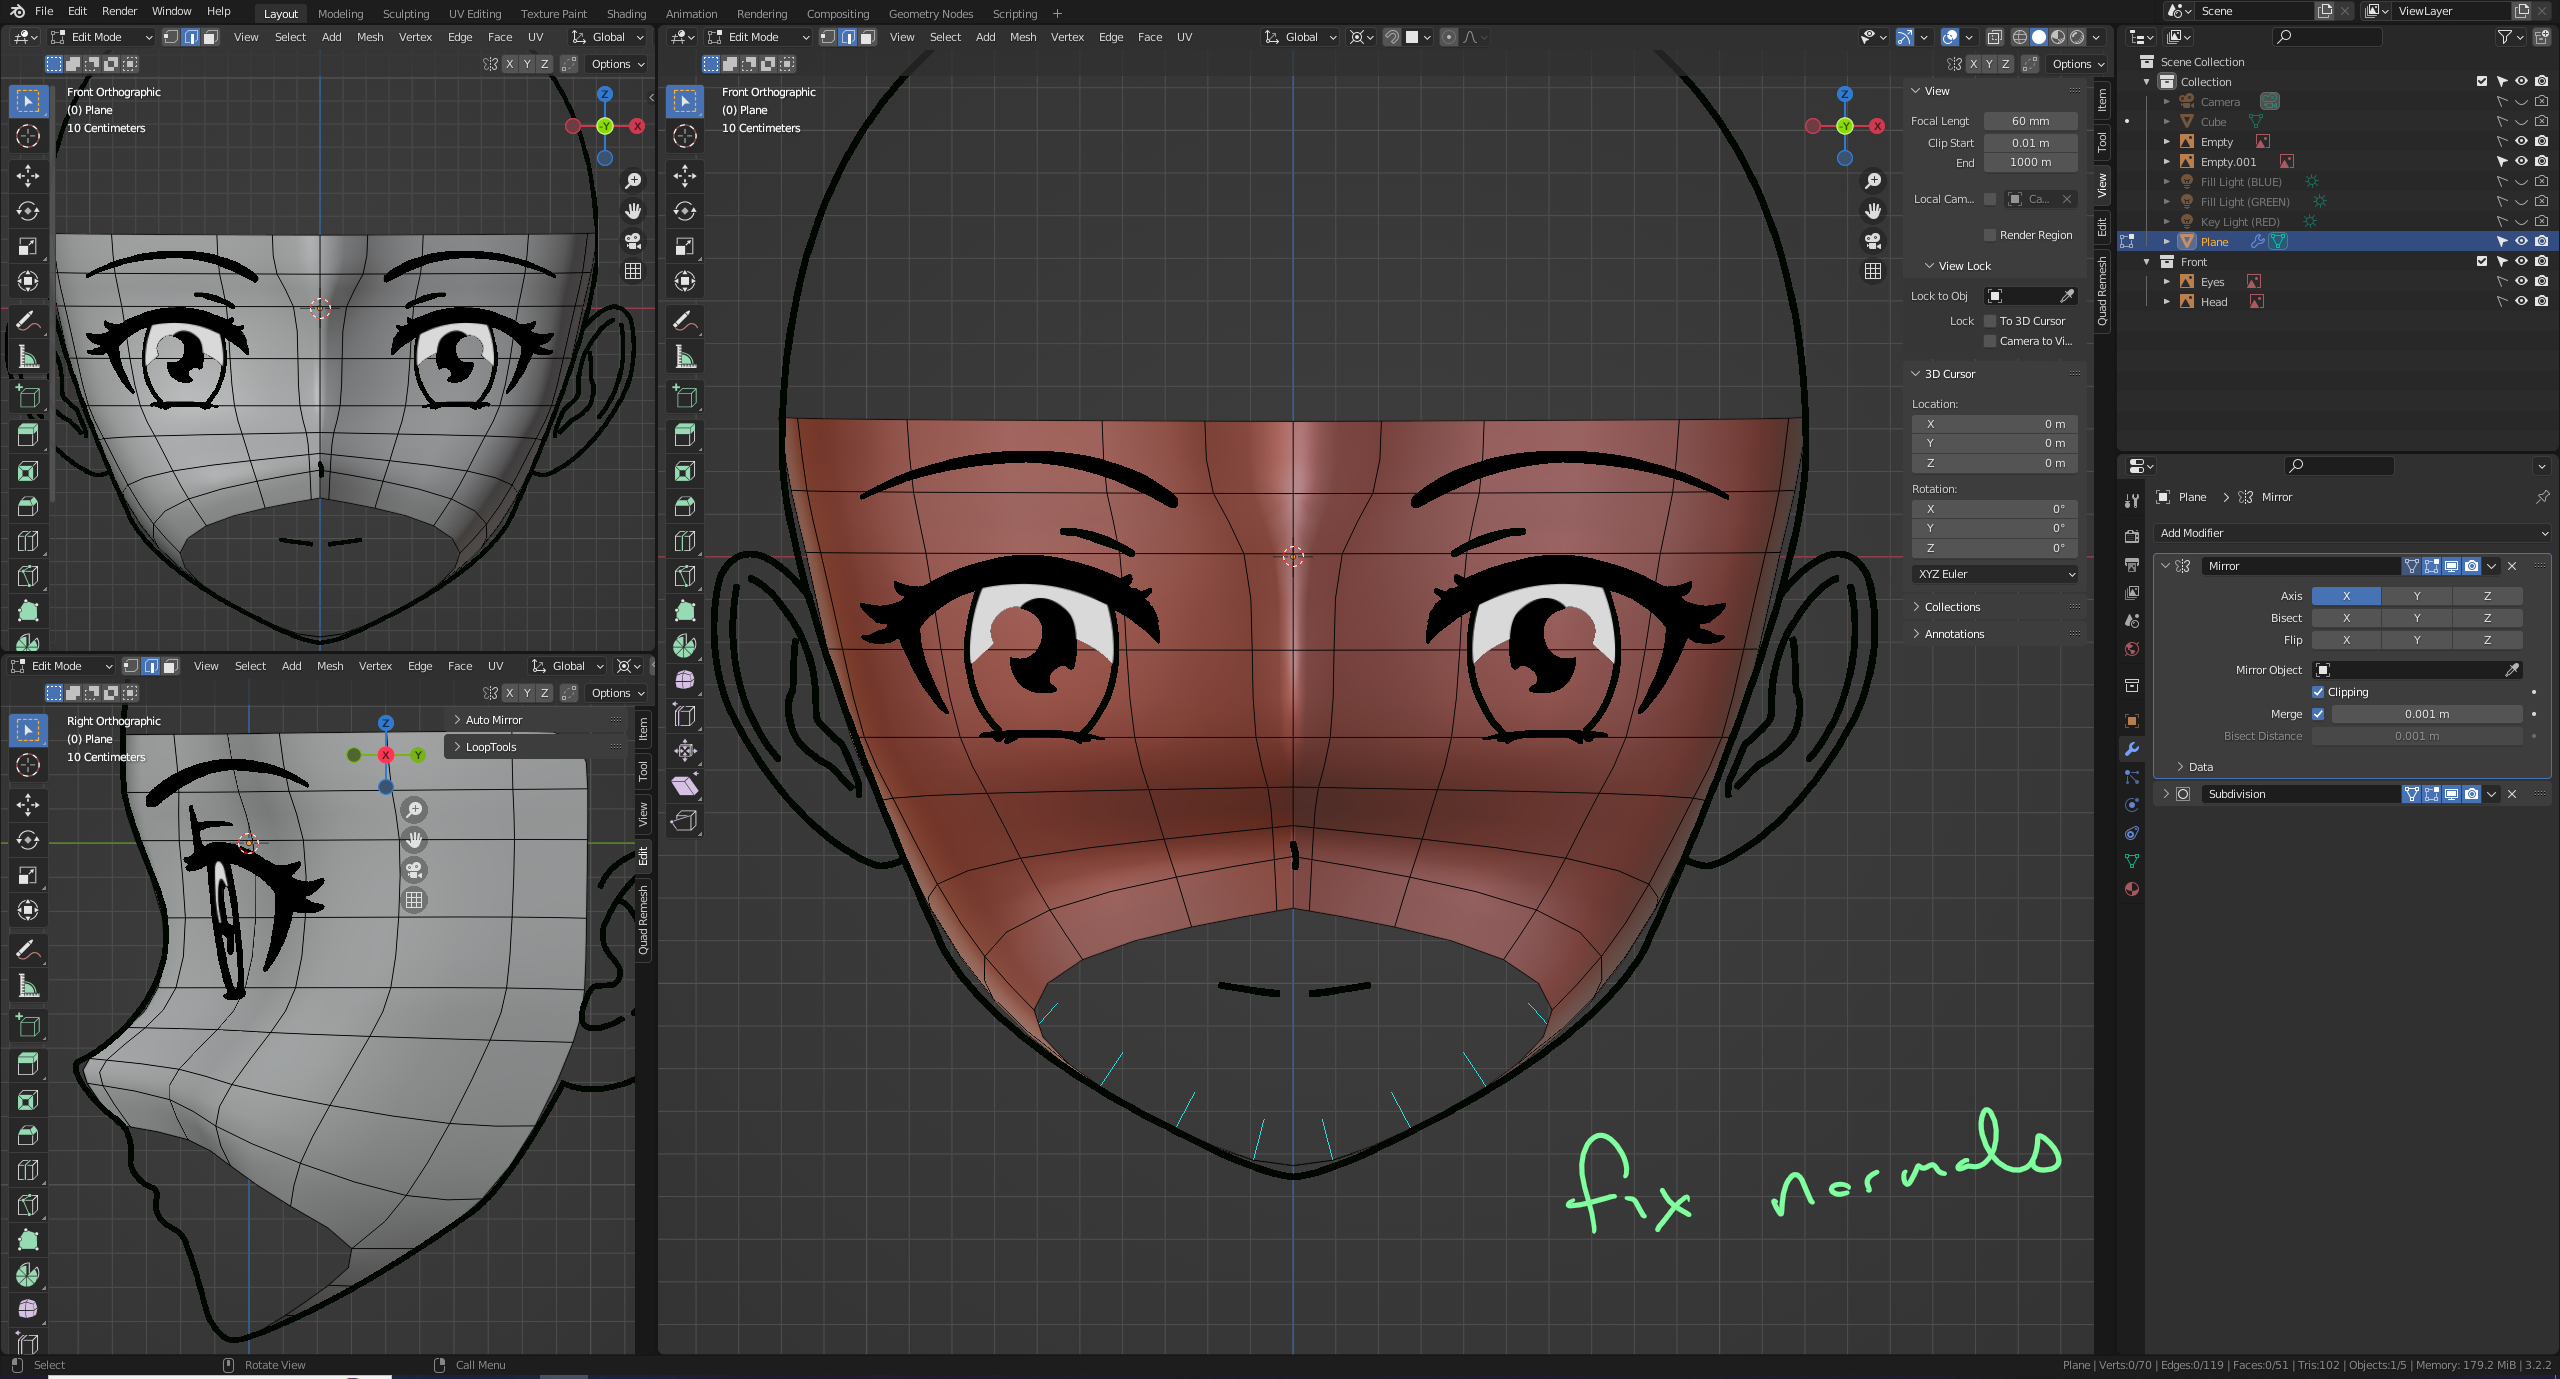 File Edit Render Window Help Layout Modeling Sculpting UV Editing Texture Paint Shading Animation Rendering Compositing Geometry Nodes Scripting + Scene ViewLayer
Edit Mode View Select Add Mesh Vertex Edge Face UV Global
X Y Z Options
Front Orthographic
(0) Plane
10 Centimeters
Z
-Y
X
Edit Mode View Select Add Mesh Vertex Edge Face UV Global
X Y Z Options
Right Orthographic
(0) Plane
10 Centimeters
Z
X
Y
Auto Mirror
LoopTools
Item
Tool
View
Edit
Quad Remesh
Edit Mode View Select Add Mesh Vertex Edge Face UV Global
X Y Z Options
Front Orthographic
(0) Plane
10 Centimeters
Z
-Y
X
fix normals
View
Focal Lengt 60 mm
Clip Start 0.01 m
End 1000 m
Local Cam... Ca...
Render Region
View Lock
Lock to Obj
Lock To 3D Cursor
Camera to Vi...
3D Cursor
Location:
X 0 m
Y 0 m
Z 0 m
Rotation:
X 0°
Y 0°
Z 0°
XYZ Euler
Collections
Annotations
Item
Tool
View
Edit
Quad Remesh
Scene Collection
Collection
Camera
Cube
Empty
Empty.001
Fill Light (BLUE)
Fill Light (GREEN)
Key Light (RED)
Plane
Front
Eyes
Head
Plane > Mirror
Add Modifier
Mirror
Axis X Y Z
Bisect X Y Z
Flip X Y Z
Mirror Object
Clipping
Merge 0.001 m
Bisect Distance 0.001 m
Data
Subdivision
Select Rotate View Call Menu
Plane | Verts:0/70 | Edges:0/119 | Faces:0/51 | Tris:102 | Objects:1/5 | Memory: 179.2 MiB | 3.2.2